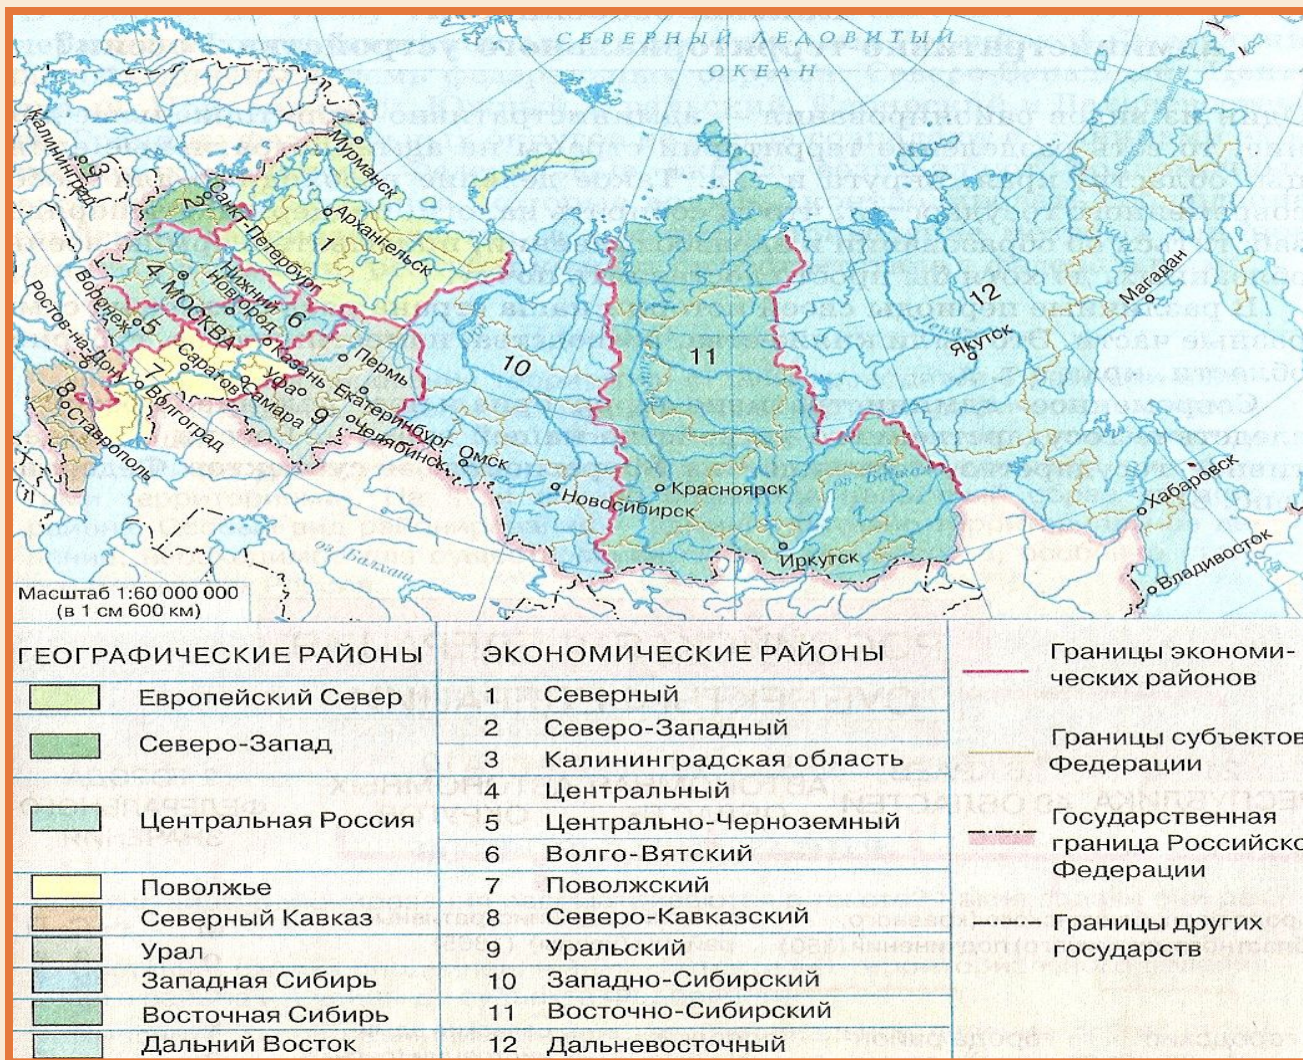 СЕВЕРНЫЙ ЛЕДОВИТЫЙ
ОКЕАН
Калининград
3
Мурманск
2
Санкт-Петербург
1
Архангельск
4
МОСКВА
Нижний
Новгород
6
Воронеж
5
Ростов-на-Дону
7
Саратов
Казань
Пермь
Уфа
Самара
Екатеринбург
9
Челябинск
8
Волгоград
Ставрополь
10
Омск
Новосибирск
11
Красноярск
Иркутск
12
Якутск
Магадан
Хабаровск
Владивосток
оз. Балхаш
Масштаб 1:60 000 000
(в 1 см 600 км)
ГЕОГРАФИЧЕСКИЕ РАЙОНЫ
Европейский Север
Северо-Запад
Центральная Россия
Поволжье
Северный Кавказ
Урал
Западная Сибирь
Восточная Сибирь
Дальний Восток
ЭКОНОМИЧЕСКИЕ РАЙОНЫ
1 Северный
2 Северо-Западный
3 Калининградская область
4 Центральный
5 Центрально-Черноземный
6 Волго-Вятский
7 Поволжский
8 Северо-Кавказский
9 Уральский
10 Западно-Сибирский
11 Восточно-Сибирский
12 Дальневосточный
Границы экономи-
ческих районов
Границы субъектов
Федерации
Государственная
граница Российско
Федерации
Границы других
государств